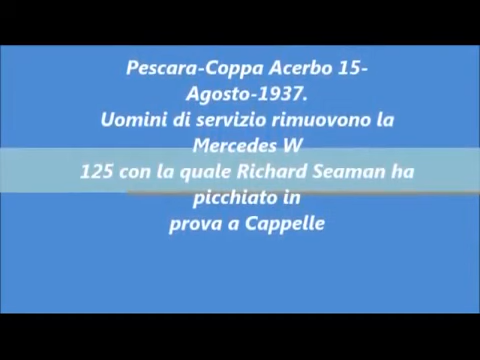 Pescara-Coppa Acerbo 15-
Agosto-1937.
Uomini di servizio rimuovono la
Mercedes W
125 con la quale Richard Seaman ha
picchiato in
prova a Cappelle